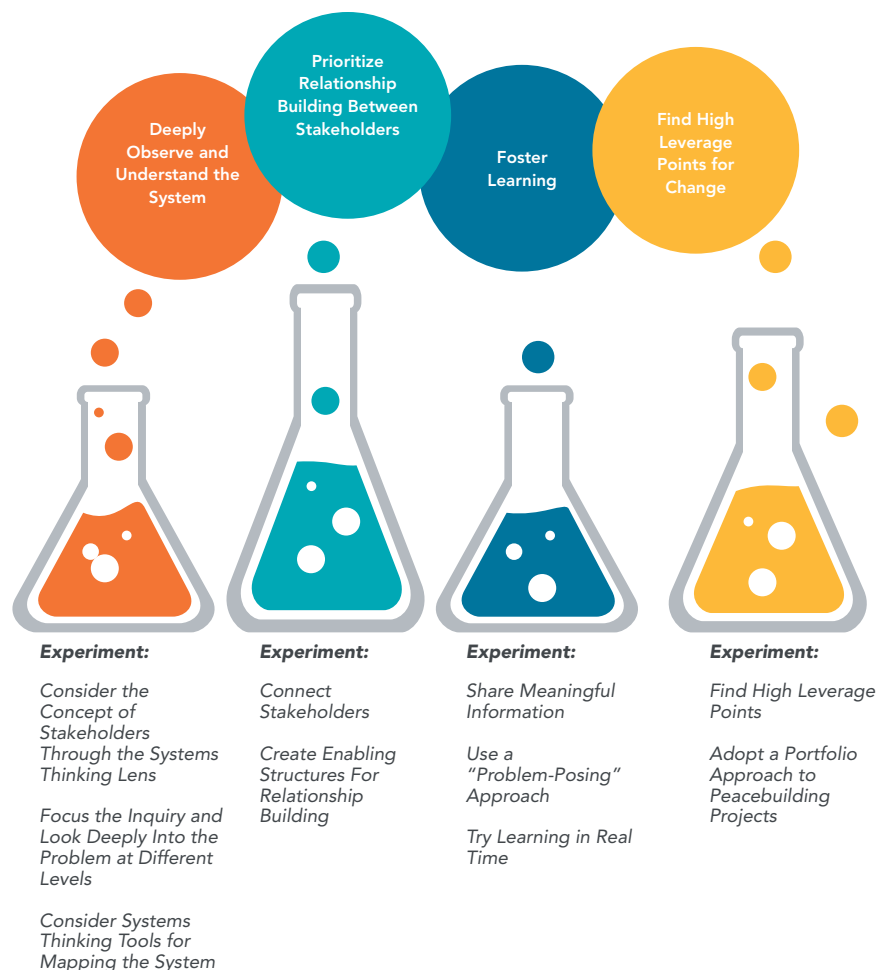 Deeply
Observe and
Understand the
System
Prioritize
Relationship
Building Between
Stakeholders
Foster
Learning
Find High
Leverage
Points for
Change
Experiment:
Consider the
Concept of
Stakeholders
Through the Systems
Thinking Lens
Focus the Inquiry and
Look Deeply Into the
Problem at Different
Levels
Consider Systems
Thinking Tools for
Mapping the System
Experiment:
Connect
Stakeholders
Create Enabling
Structures For
Relationship
Building
Experiment:
Share Meaningful
Information
Use a
“Problem-Posing”
Approach
Try Learning in Real
Time
Experiment:
Find High Leverage
Points
Adopt a Portfolio
Approach to
Peacebuilding
Projects